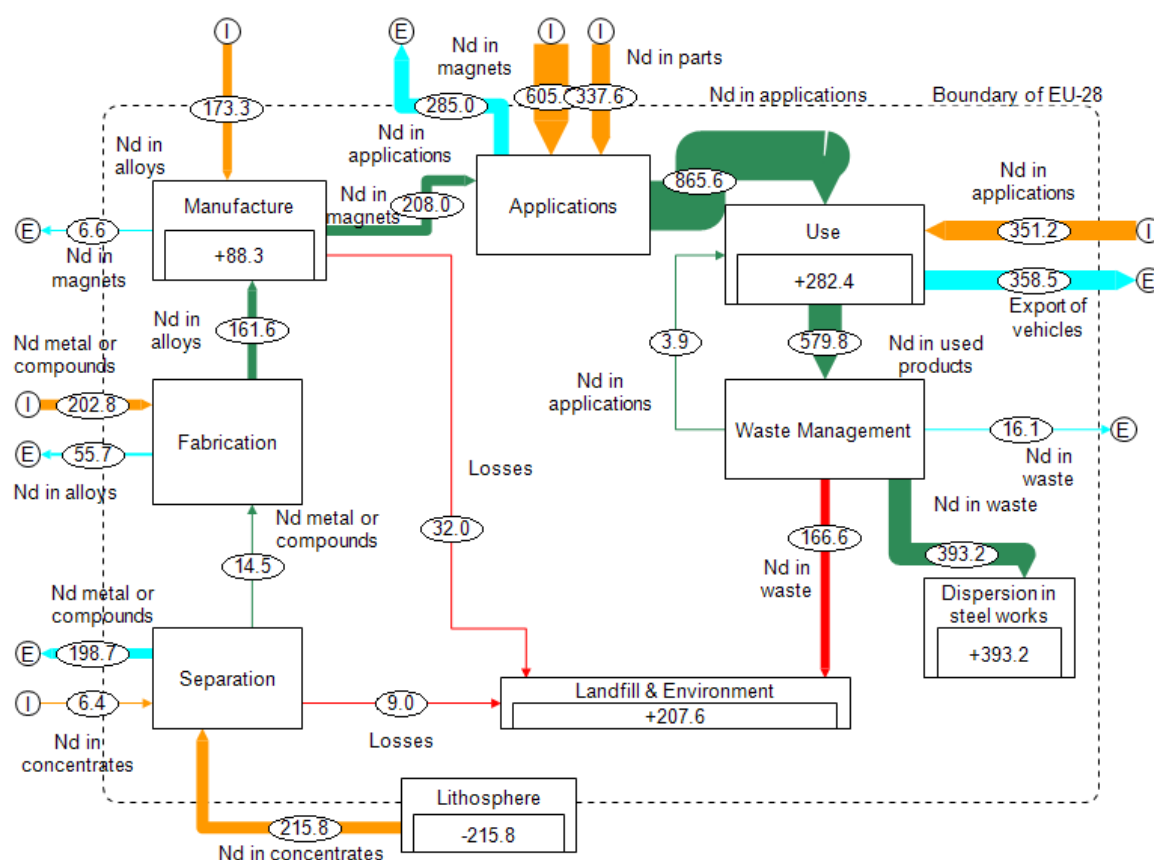 I
E
I
I
Nd in
magnets
Nd in parts
Nd in applications
Boundary of EU-28
173.3
285.0
605.
337.6
Nd in
alloys
Nd in
applications
865.6
Nd in
applications
Manufacture
+88.3
Nd in
magnets
208.0
Applications
Use
+282.4
351.2
I
E
6.6
Nd in
magnets
358.5
E
Export of
vehicles
Nd in
alloys
161.6
3.9
579.8
Nd in used
products
Nd metal or
compounds
I
202.8
Nd in
applications
Fabrication
E
55.7
Nd in alloys
Waste Management
16.1
E
Nd in
waste
Losses
Nd metal or
compounds
32.0
14.5
166.6
Nd in
waste
Nd in waste
393.2
Nd metal or
compounds
E
198.7
Dispersion in
steel works
+393.2
Separation
I
6.4
Nd in
concentrates
9.0
Losses
Landfill & Environment
+207.6
Lithosphere
-215.8
215.8
Nd in concentrates